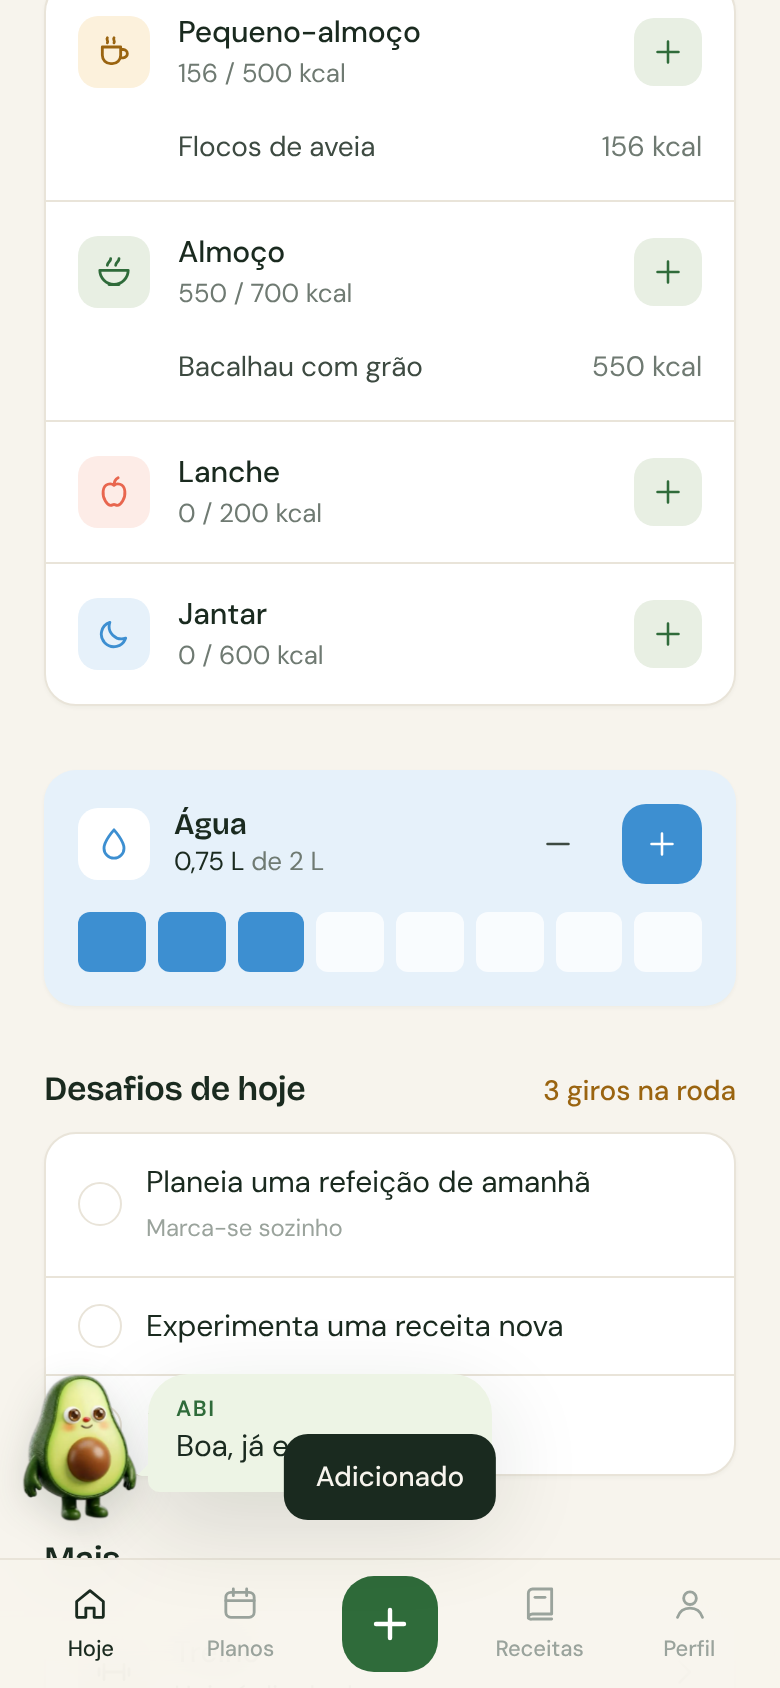 Pequeno-almoço
156 / 500 kcal
Flocos de aveia 156 kcal
Almoço
550 / 700 kcal
Bacalhau com grão 550 kcal
Lanche
0 / 200 kcal
Jantar
0 / 600 kcal
Água
0,75 L de 2 L
Desafios de hoje 3 giros na roda
Planeia uma refeição de amanhã
Marca-se sozinho
Experimenta uma receita nova
ABI
Boa, já
Adicionado
Mais
Hoje Planos Receitas Perfil